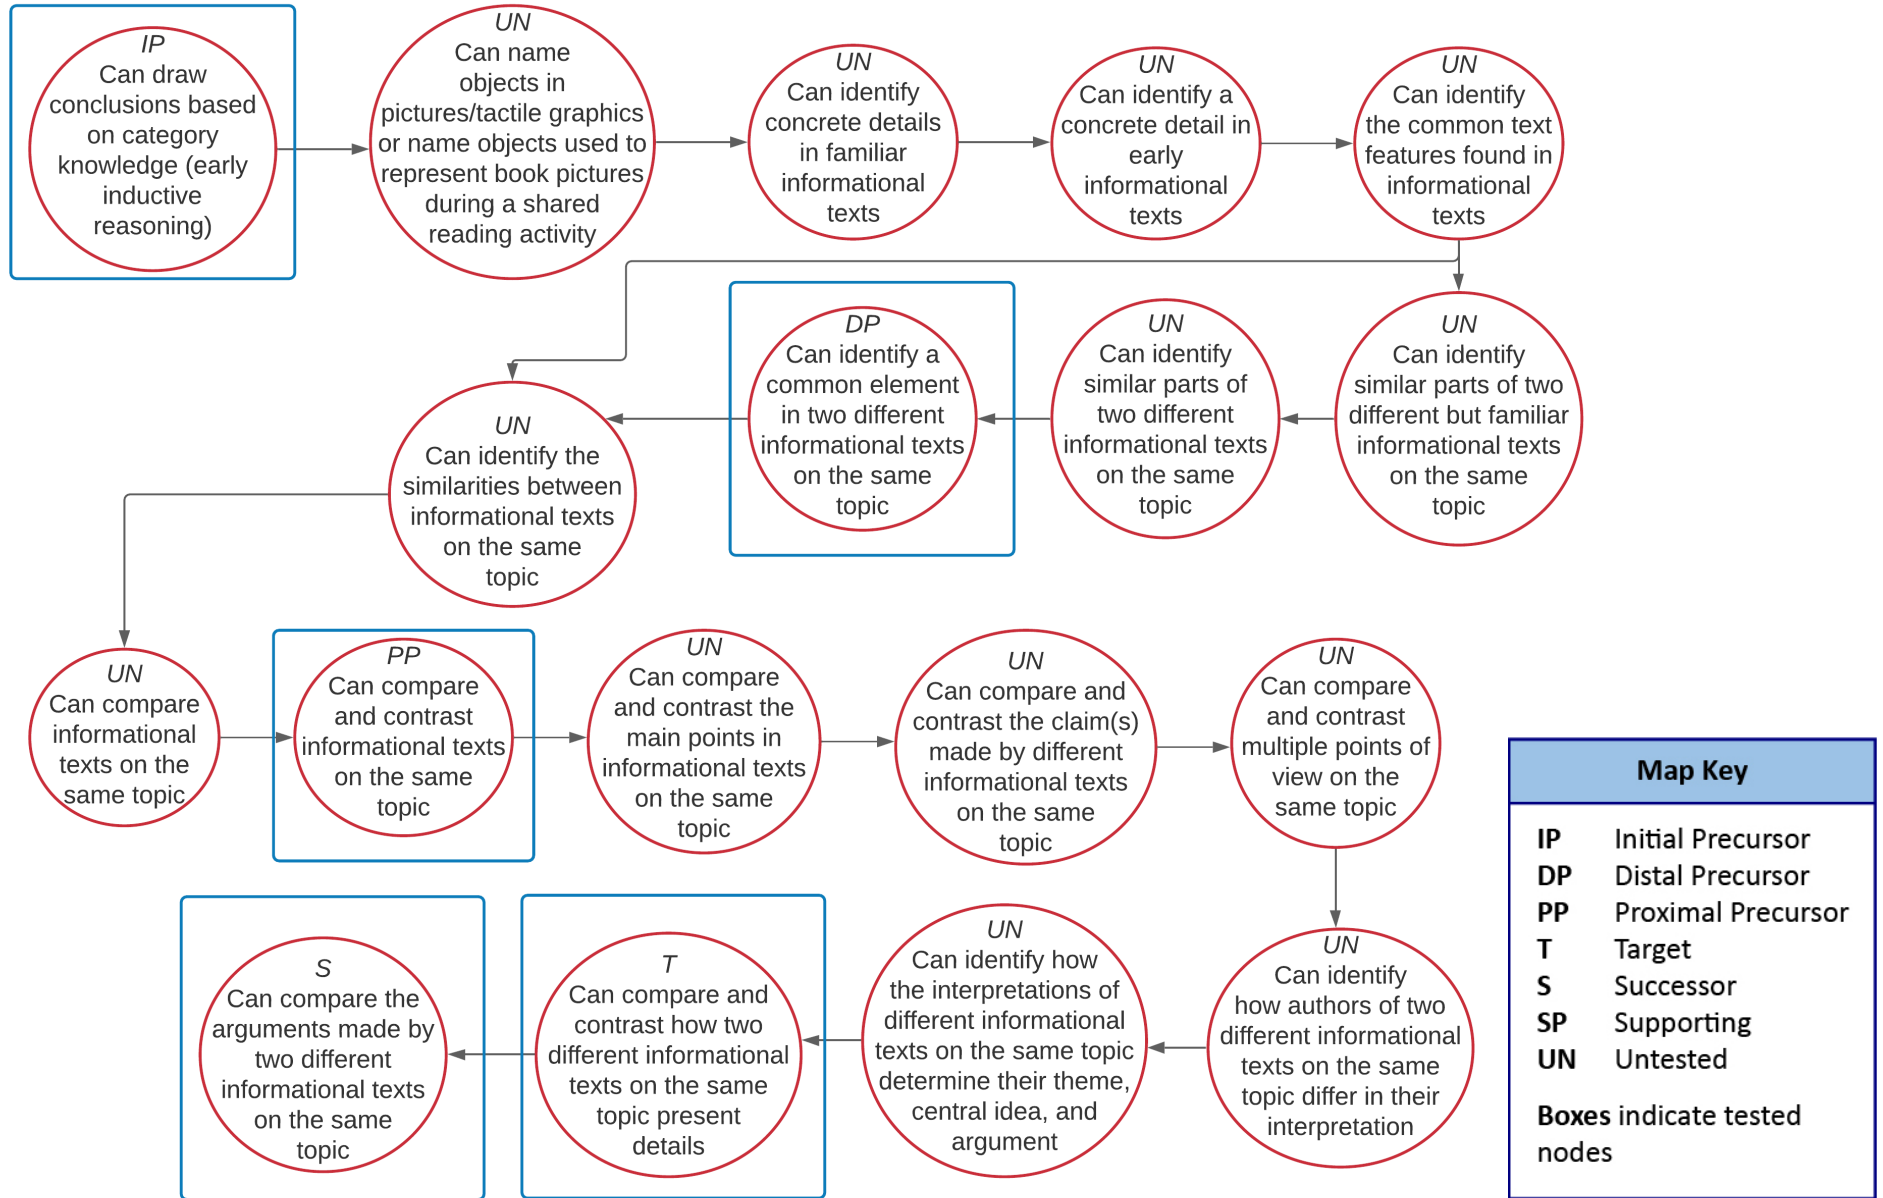 IP
Can draw
conclusions based
on category
knowledge (early
inductive
reasoning)
UN
Can name
objects in
pictures/tactile graphics
or name objects used to
represent book pictures
during a shared
reading activity
UN
Can identify
concrete details
in familiar
informational
texts
UN
Can identify a
concrete detail in
early
informational
texts
UN
Can identify
the common text
features found in
informational
texts
UN
Can identify
similar parts of two
different but familiar
informational texts
on the same
topic
UN
Can identify
similar parts of
two different
informational texts
on the same
topic
DP
Can identify a
common element
in two different
informational texts
on the same
topic
UN
Can identify the
similarities between
informational texts
on the same
topic
UN
Can compare
informational
texts on the
same topic
PP
Can compare
and contrast
informational texts
on the same
topic
UN
Can compare
and contrast the
main points in
informational texts
on the same
topic
UN
Can compare and
contrast the claim(s)
made by different
informational texts
on the same
topic
UN
Can compare
and contrast
multiple points of
view on the
same topic
UN
Can identify
how authors of two
different informational
texts on the same
topic differ in their
interpretation
UN
Can identify how
the interpretations of
different informational
texts on the same topic
determine their theme,
central idea, and
argument
T
Can compare and
contrast how two
different informational
texts on the same
topic present
details
S
Can compare the
arguments made by
two different
informational texts
on the same
topic
Map Key
IP Initial Precursor
DP Distal Precursor
PP Proximal Precursor
T Target
S Successor
SP Supporting
UN Untested
Boxes indicate tested
nodes